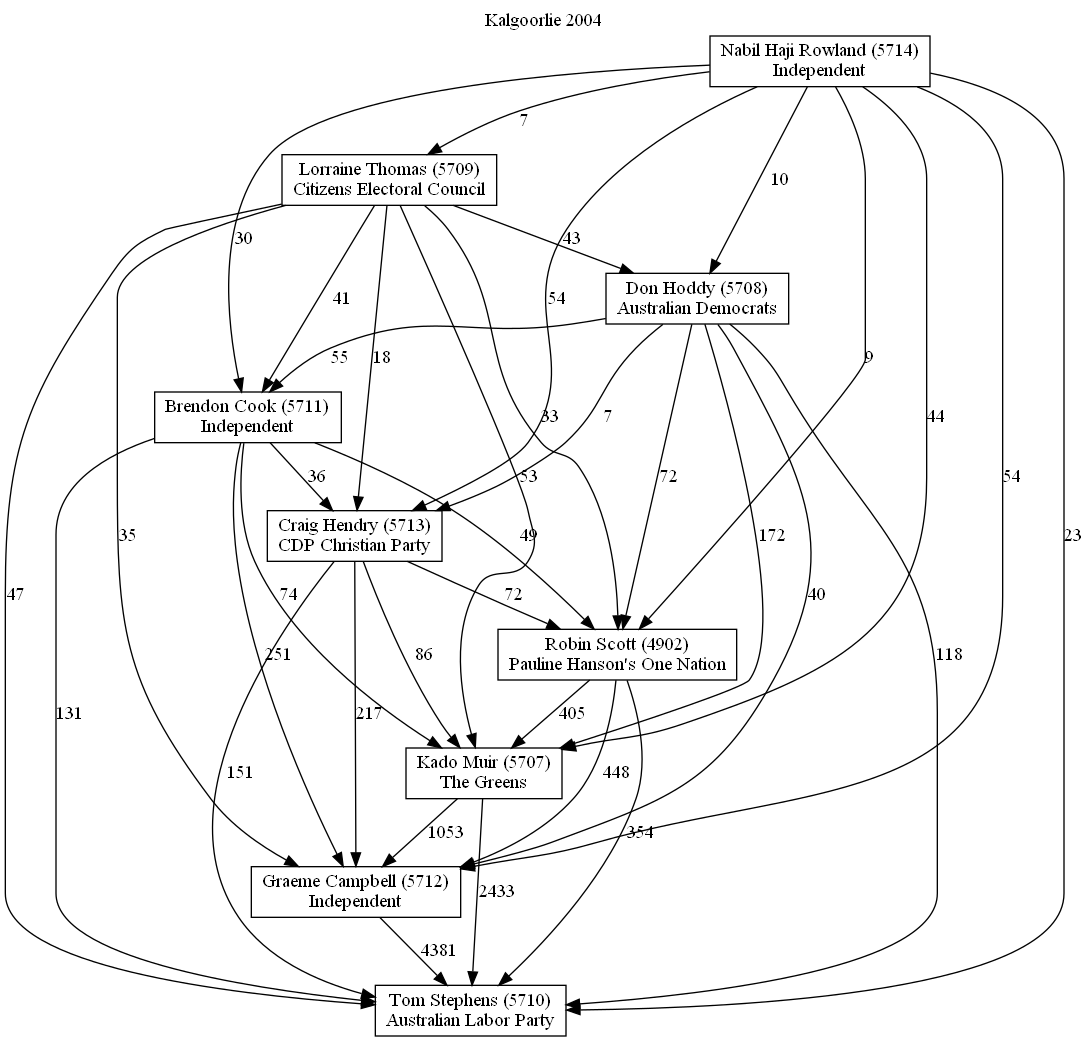 Kalgoorlie 2004
Nabil Haji Rowland (5714)
Independent
7
Lorraine Thomas (5709)
Citizens Electoral Council
10
30
43
Don Hoddy (5708)
Australian Democrats
41
54
55
18
9
Brendon Cook (5711)
Independent
33
7
44
36
53
72
54
Craig Hendry (5713)
CDP Christian Party
35
49
172
23
47
74
72
40
Robin Scott (4902)
Pauline Hanson's One Nation
251
86
118
131
217
405
Kado Muir (5707)
The Greens
151
448
1053
354
Graeme Campbell (5712)
Independent
2433
4381
Tom Stephens (5710)
Australian Labor Party